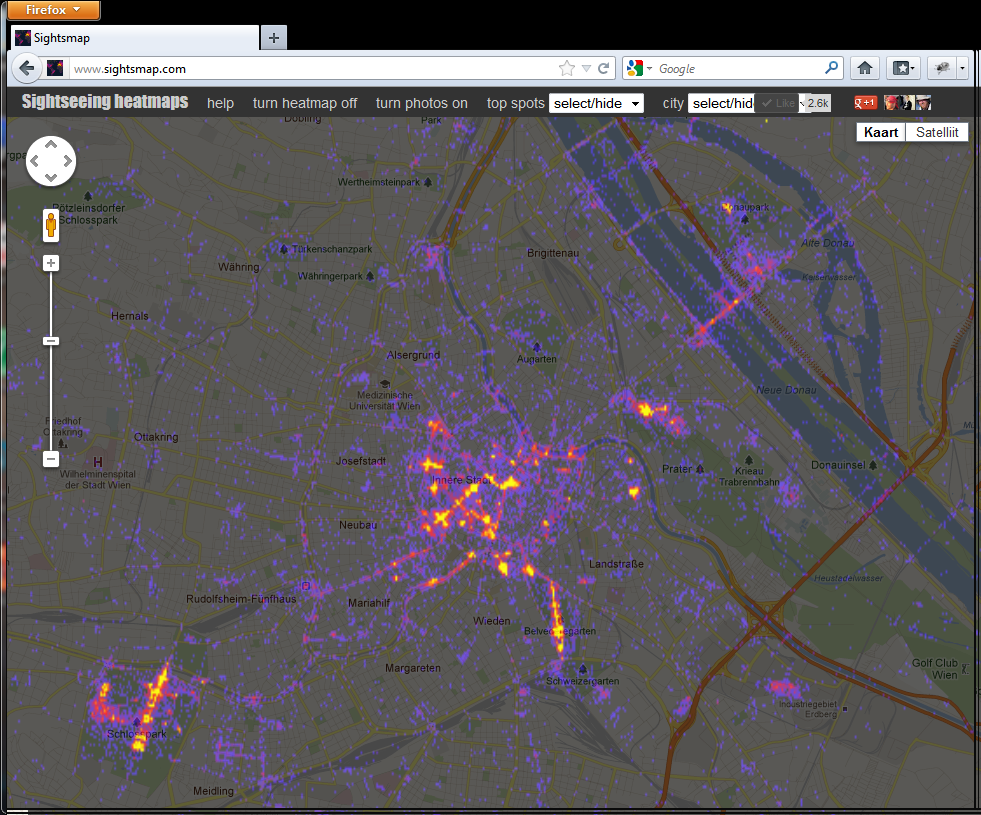 Firefox
Sightsmap
www.sightsmap.com
Google
Sightseeing heatmaps help turn heatmap off turn photos on top spots select/hide city select/hid Like 2.6k +1
Kaart Satelliit
Döbling
Park
Wertheimsteinpark
Pötzleinsdorfer
Schlosspark
Türkenschanzpark
Währing
Währingerpark
Brigittenau
Alte Donau
Kaiserwasser
Hernals
Alsergrund
Augarten
Medizinische
Universität Wien
Neue Donau
Friedhof
Ottakring
Ottakring
Josefstadt
Innere Stadt
Wilhelminenspital
der Stadt Wien
Prater
Krieau
Trabrennbahn
Donauinsel
Neubau
Landstraße
Heustadelwasser
Rudolfsheim-Fünfhaus
Mariahilf
Wieden
Belvederegarten
Margareten
Schweizergarten
Golf Club
Wien
Industriegebiet
Erdberg
Schlosspark
Meidling